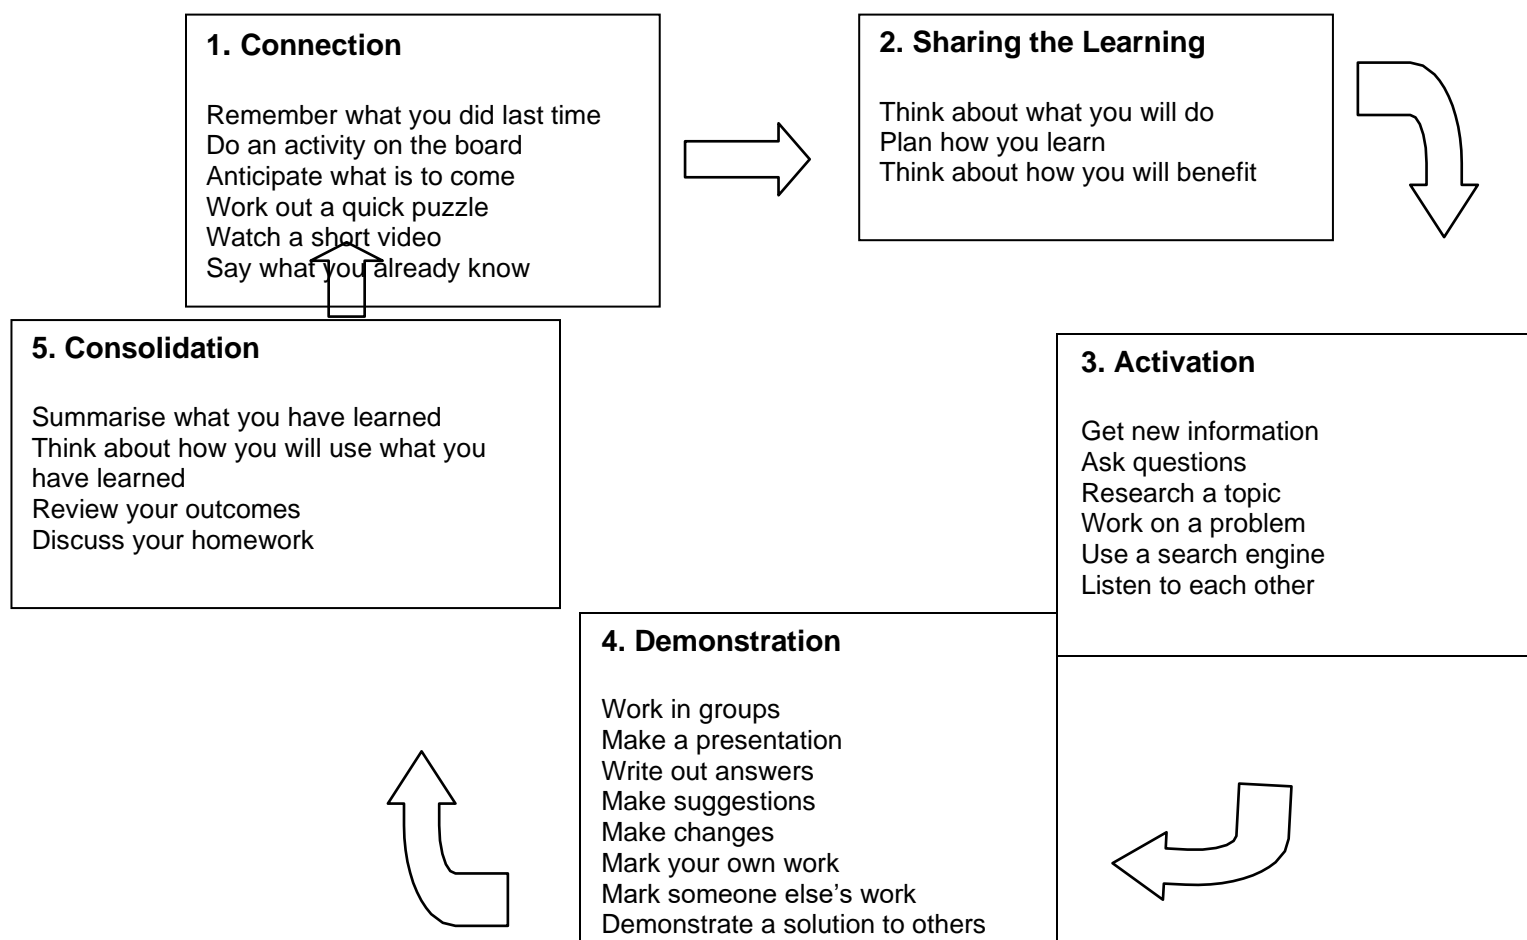 1. Connection
Remember what you did last time
Do an activity on the board
Anticipate what is to come
Work out a quick puzzle
Watch a short video
Say what you already know
2. Sharing the Learning
Think about what you will do
Plan how you learn
Think about how you will benefit
3. Activation
Get new information
Ask questions
Research a topic
Work on a problem
Use a search engine
Listen to each other
4. Demonstration
Work in groups
Make a presentation
Write out answers
Make suggestions
Make changes
Mark your own work
Mark someone else’s work
Demonstrate a solution to others
5. Consolidation
Summarise what you have learned
Think about how you will use what you
have learned
Review your outcomes
Discuss your homework